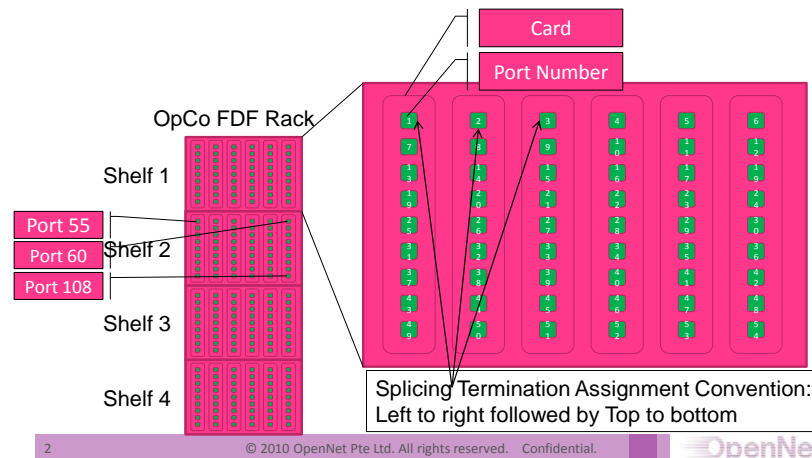 Card
Port Number
OpCo FDF Rack
Shelf 1
Port 55
Shelf 2
Port 60
Port 108
Shelf 3
Shelf 4
1 2 3 4 5 6
7 8 9 10 11 12
13 14 15 16 17 19
19 20 21 22 23 24
25 26 27 28 29 30
31 32 33 34 35 36
37 38 39 40 41 42
43 44 45 46 47 48
49 50 51 52 53 54
Splicing Termination Assignment Convention:
Left to right followed by Top to bottom
2 © 2010 OpenNet Pte Ltd. All rights reserved. Confidential.
OpenNe